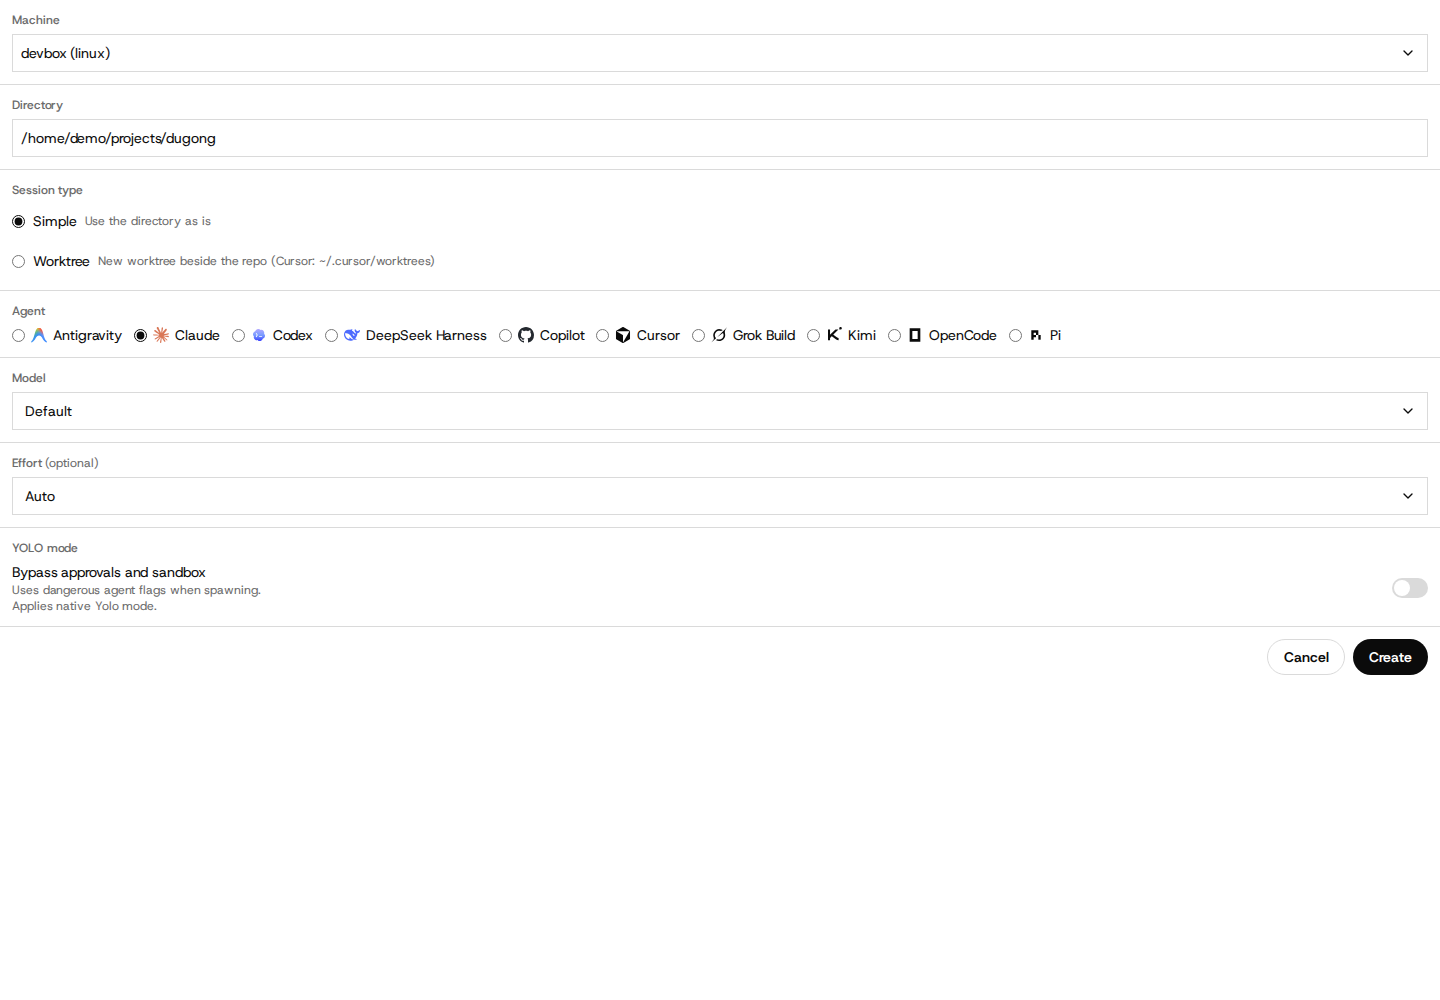 Machine
devbox (linux)
Directory
/home/demo/projects/dugong
Session type
Simple Use the directory as is
Worktree New worktree beside the repo (Cursor: ~/.cursor/worktrees)
Agent
Antigravity Claude Codex DeepSeek Harness Copilot Cursor Grok Build Kimi OpenCode Pi
Model
Default
Effort (optional)
Auto
YOLO mode
Bypass approvals and sandbox
Uses dangerous agent flags when spawning.
Applies native Yolo mode.
Cancel Create